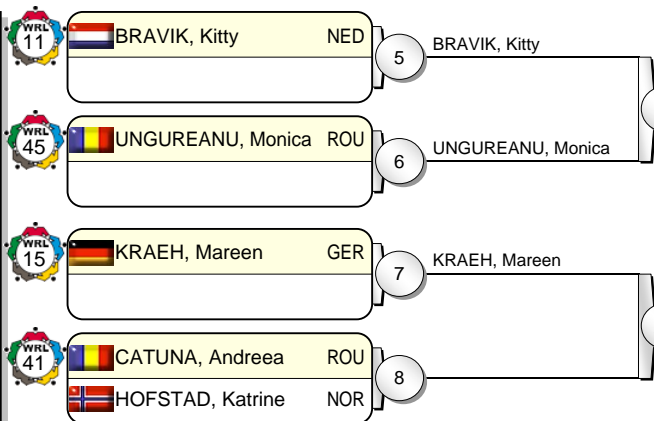 WRL
11
BRAVIK, Kitty NED
5
BRAVIK, Kitty
WRL
45
UNGUREANU, Monica ROU
6
UNGUREANU, Monica
WRL
15
KRAEH, Mareen GER
7
KRAEH, Mareen
WRL
41
CATUNA, Andreea ROU
8
HOFSTAD, Katrine NOR